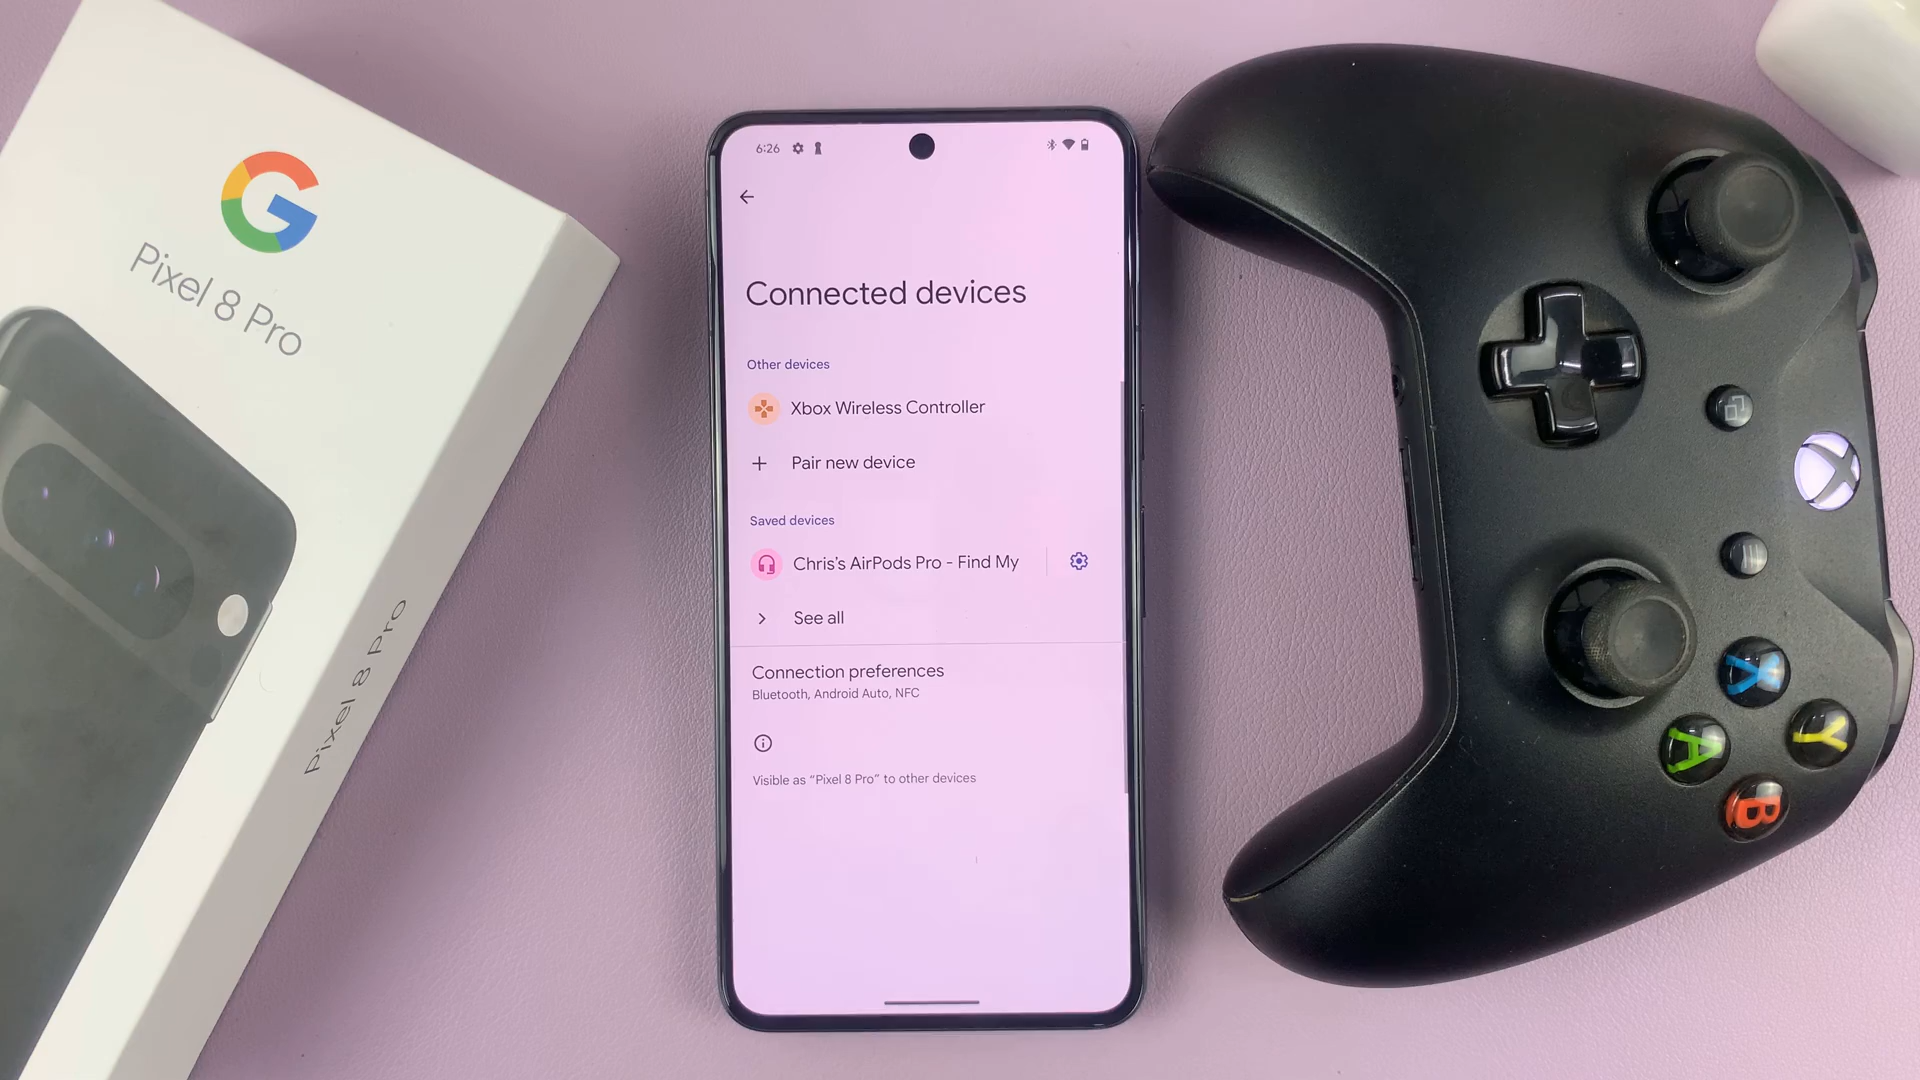 G
Pixel 8 Pro
Pixel 8 Pro
6:26
Connected devices
Other devices
Xbox Wireless Controller
Pair new device
Saved devices
Chris's AirPods Pro - Find My
See all
Connection preferences
Bluetooth, Android Auto, NFC
Visible as “Pixel 8 Pro” to other devices
X
Y
A
B